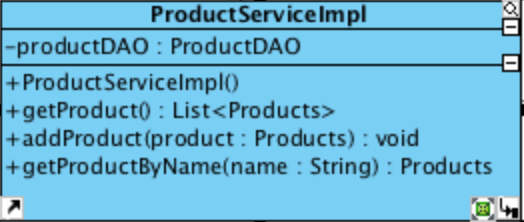 ProductServiceImpl
-productDAO : ProductDAO
+ProductServiceImpl()
+getProduct() : List<Products>
+addProduct(product : Products) : void
+getProductByName(name : String) : Products